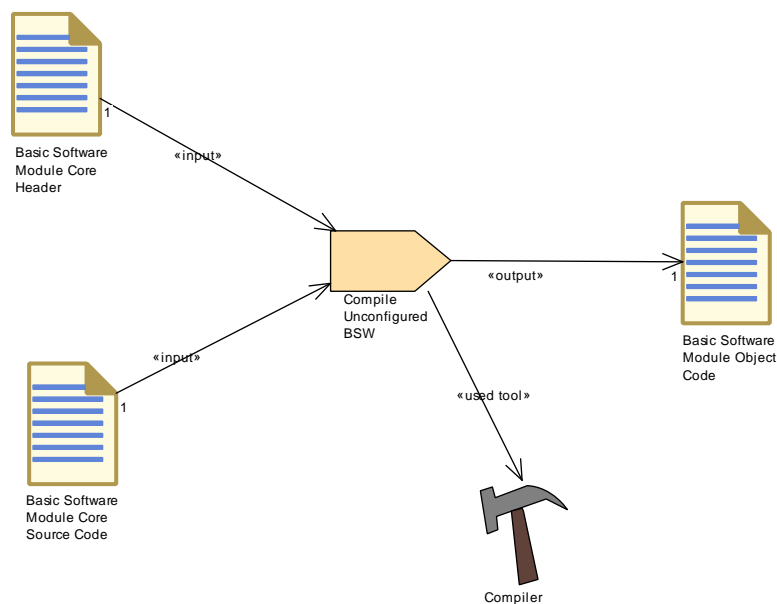 1
Basic Software
Module Core
Header
«input»
Compile
Unconfigured
BSW
«output»
1
Basic Software
Module Object
Code
«input»
1
«used tool»
Basic Software
Module Core
Source Code
Compiler